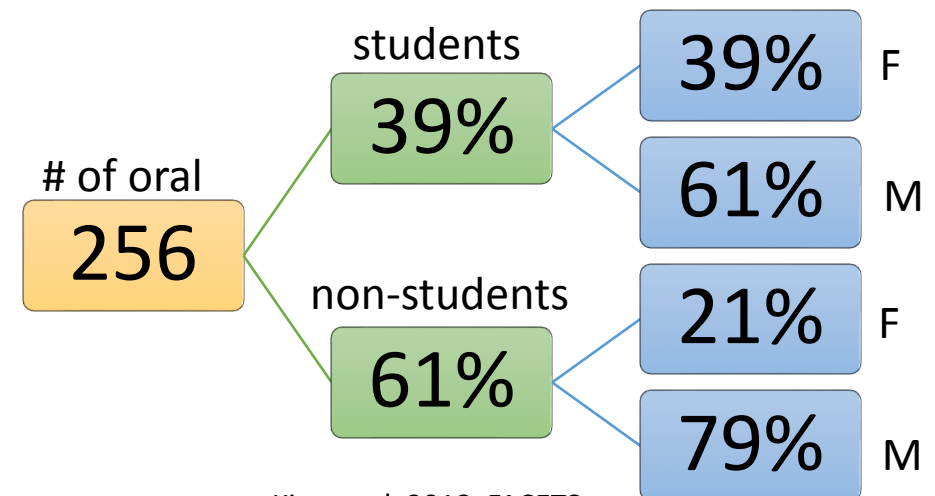 # of oral
256
students
39%
non-students
61%
39% F
61% M
21% F
79% M